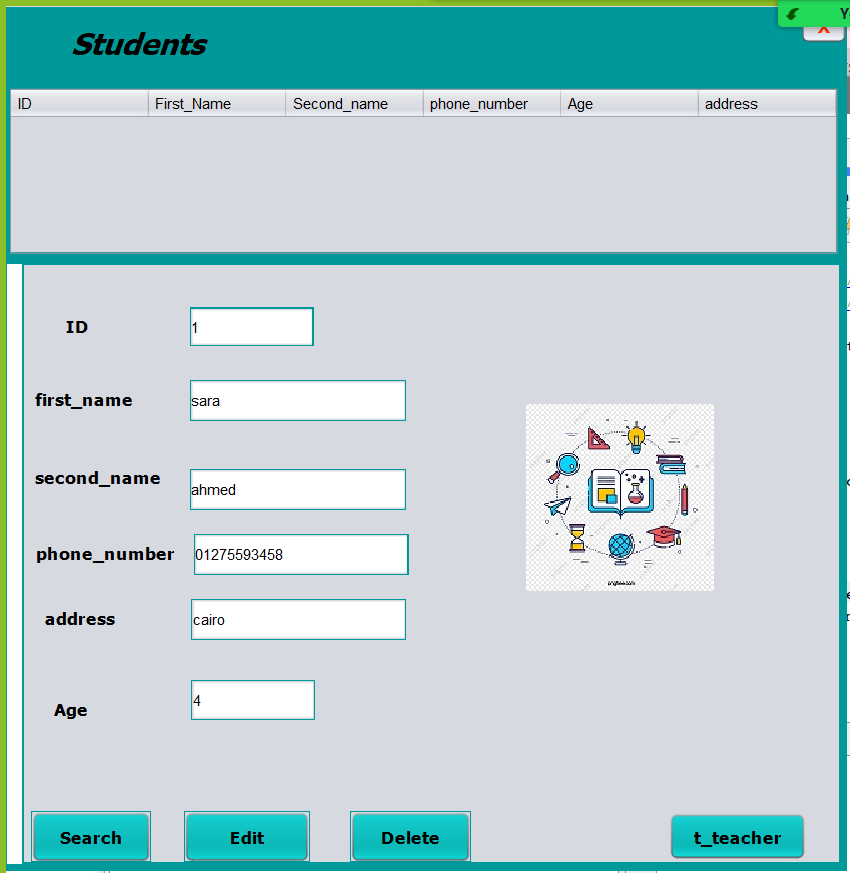 Y
X
Students
ID First_Name Second_name phone_number Age address
ID 1
first_name sara
second_name ahmed
phone_number 01275593458
address cairo
Age 4
Search Edit Delete t_teacher